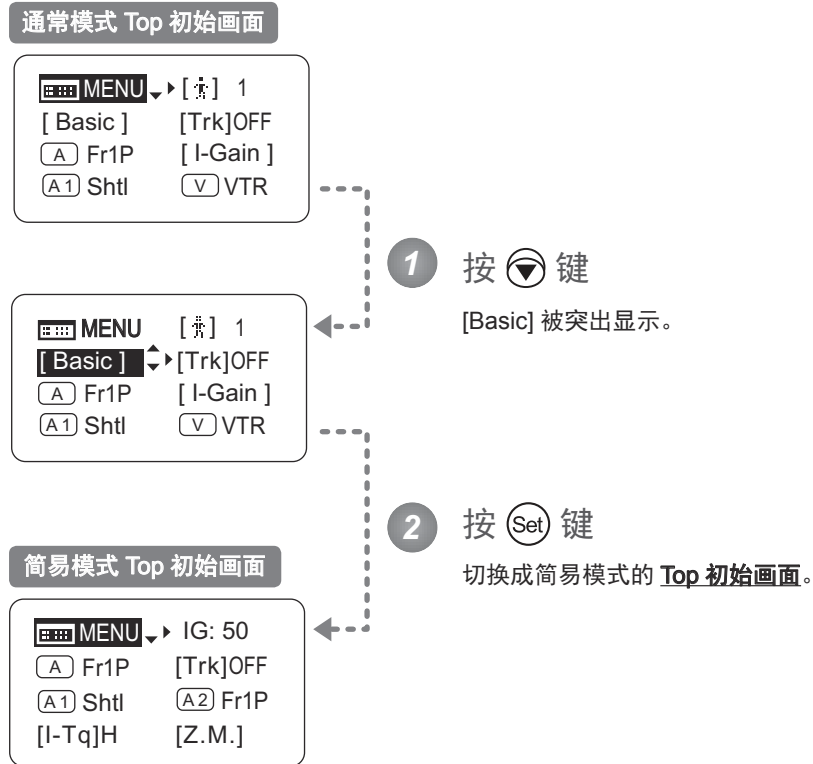 通常模式 Top 初始画面
MENU [ ] 1
[ Basic ] [Trk]OFF
A Fr1P [ I-Gain ]
A1 Shtl V VTR
1 按 键
[Basic] 被突出显示。
MENU [ ] 1
[ Basic ] [Trk]OFF
A Fr1P [ I-Gain ]
A1 Shtl V VTR
2 按 Set 键
切换成简易模式的 Top 初始画面。
简易模式 Top 初始画面
MENU IG: 50
A Fr1P [Trk]OFF
A1 Shtl A2 Fr1P
[I-Tq]H [Z.M.]